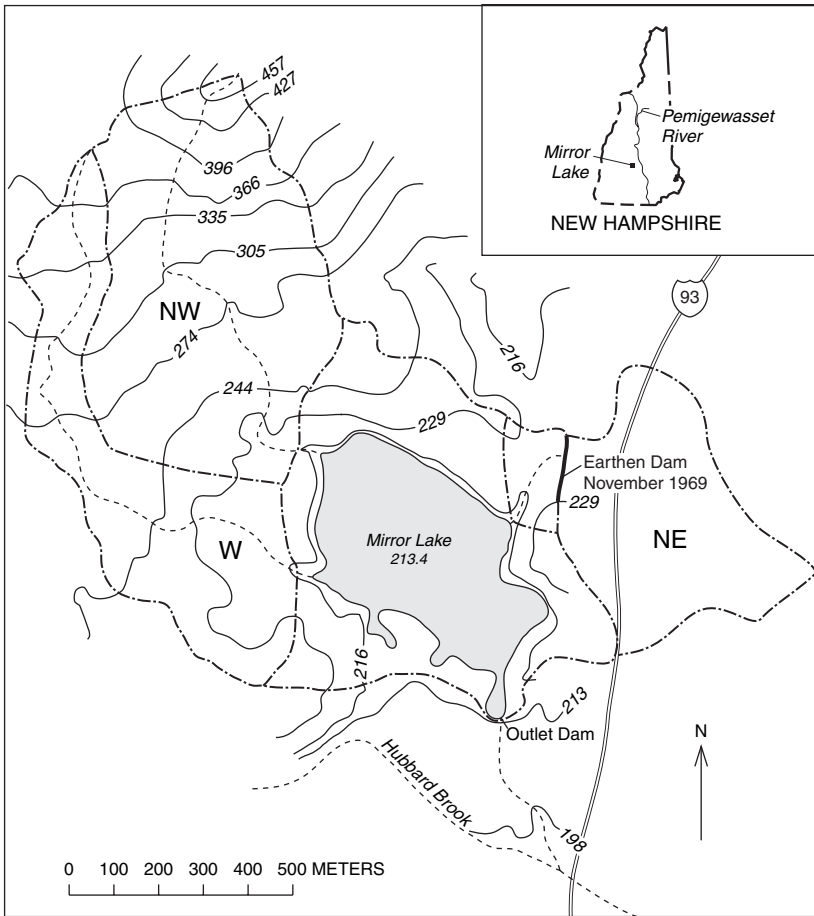 457
427
396
366
335
305
NW
274
244
229
216
Pemigewasset
River
Mirror
Lake
NEW HAMPSHIRE
93
Earthen Dam
November 1969
229
NE
Mirror Lake
213.4
W
216
213
Outlet Dam
Hubbard Brook
198
N
0 100 200 300 400 500 METERS